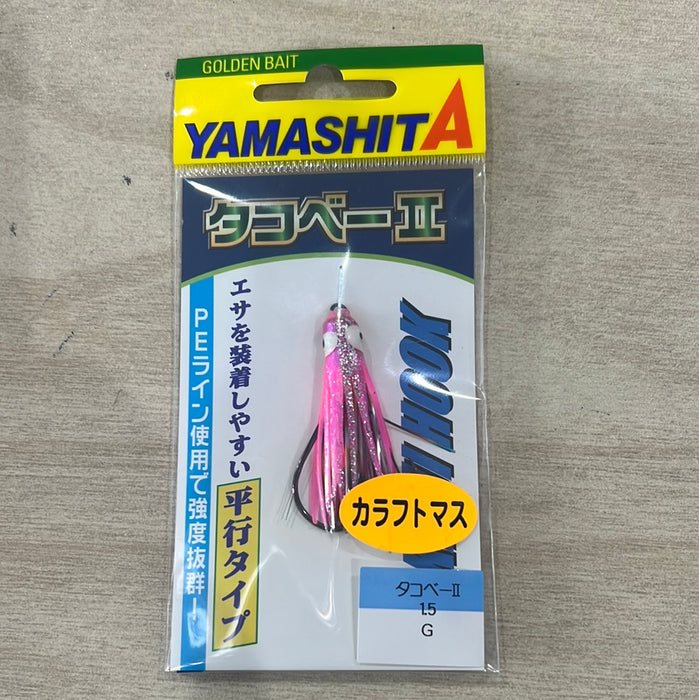 GOLDEN BAIT
YAMASHITA
タコベーII
エサを装着しやすい
平行タイプ
PEライン使用で強度抜群！
HOOK
カラフトマス
タコベーII
1.5
G